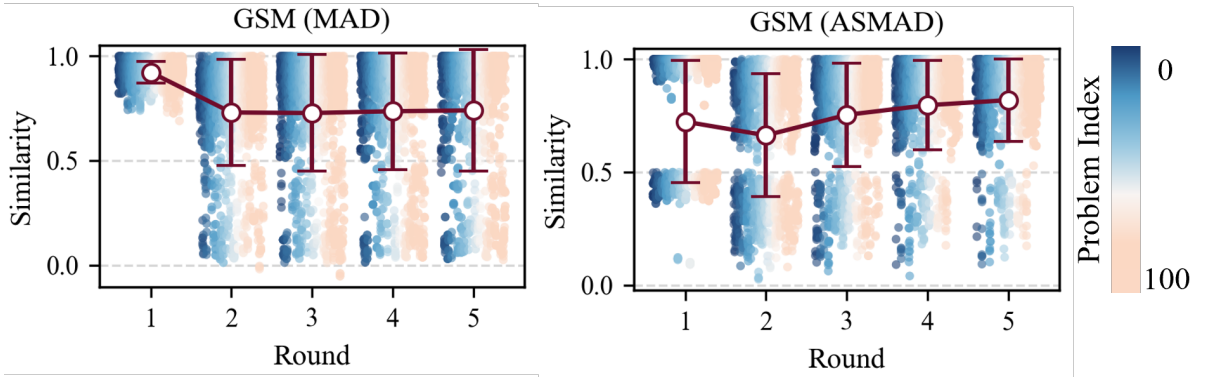 GSM (MAD)
Similarity
1.0
0.5
0.0
1 2 3 4 5
Round
GSM (ASMAD)
Similarity
1.0
0.5
0.0
1 2 3 4 5
Round
Problem Index
0
100